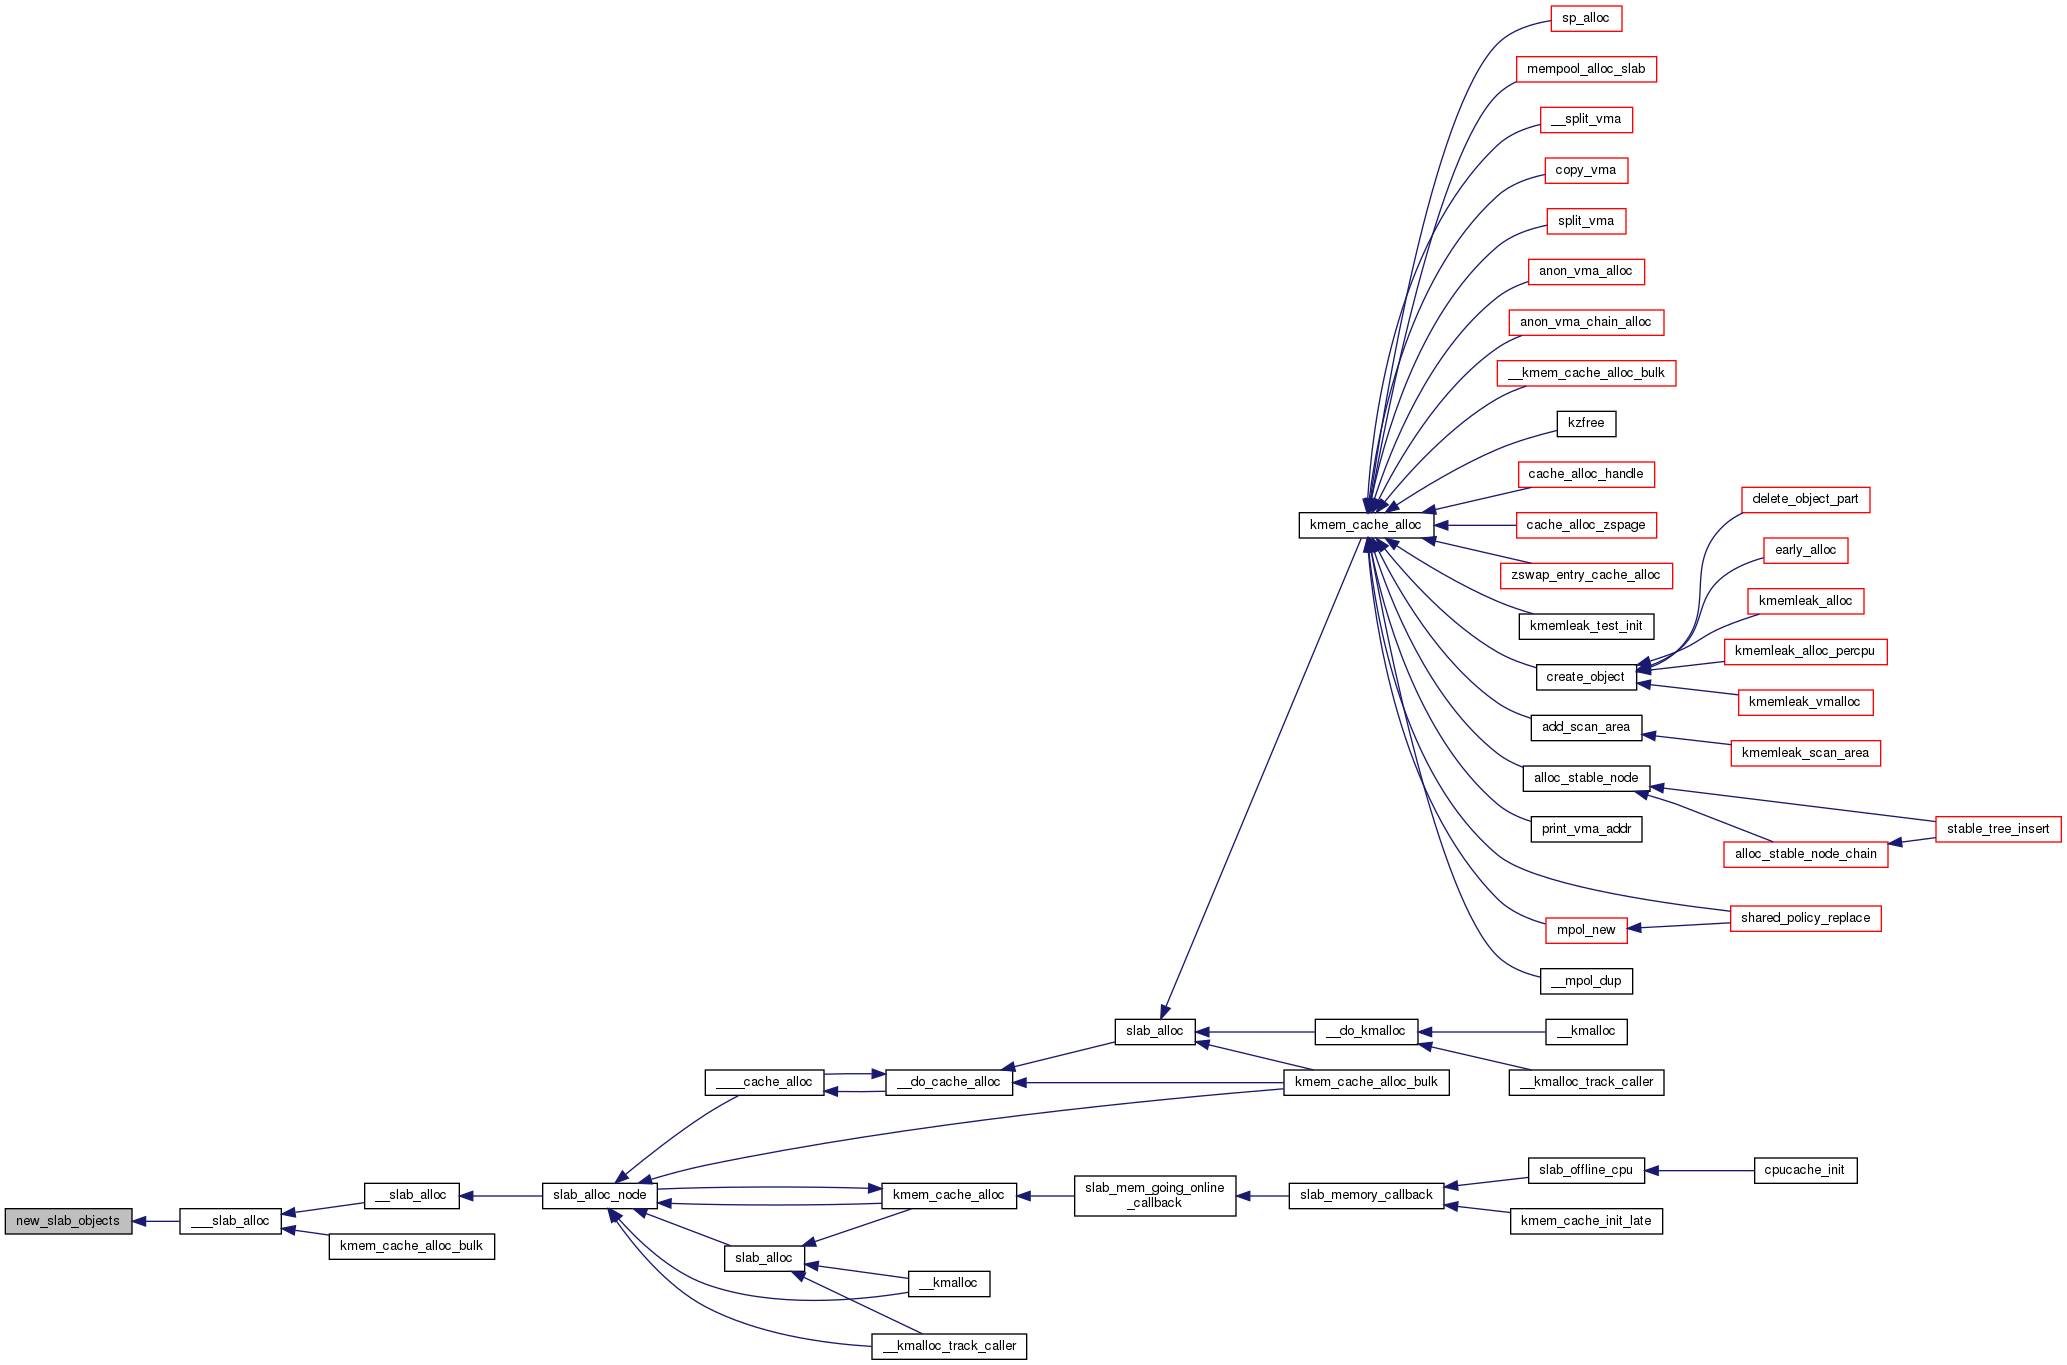 sp_alloc
mempool_alloc_slab
__split_vma
copy_vma
split_vma
anon_vma_alloc
anon_vma_chain_alloc
__kmem_cache_alloc_bulk
kzfree
cache_alloc_handle
delete_object_part
kmem_cache_alloc
cache_alloc_zspage
early_alloc
zswap_entry_cache_alloc
kmemleak_alloc
kmemleak_test_init
kmemleak_alloc_percpu
create_object
kmemleak_vmalloc
add_scan_area
kmemleak_scan_area
alloc_stable_node
print_vma_addr
stable_tree_insert
alloc_stable_node_chain
shared_policy_replace
mpol_new
__mpol_dup
slab_alloc
__do_kmalloc
__kmalloc
____cache_alloc
__do_cache_alloc
kmem_cache_alloc_bulk
__kmalloc_track_caller
slab_offline_cpu
cpucache_init
__slab_alloc
slab_alloc_node
kmem_cache_alloc
slab_mem_going_online
_callback
slab_memory_callback
new_slab_objects
___slab_alloc
kmem_cache_init_late
kmem_cache_alloc_bulk
slab_alloc
__kmalloc
__kmalloc_track_caller